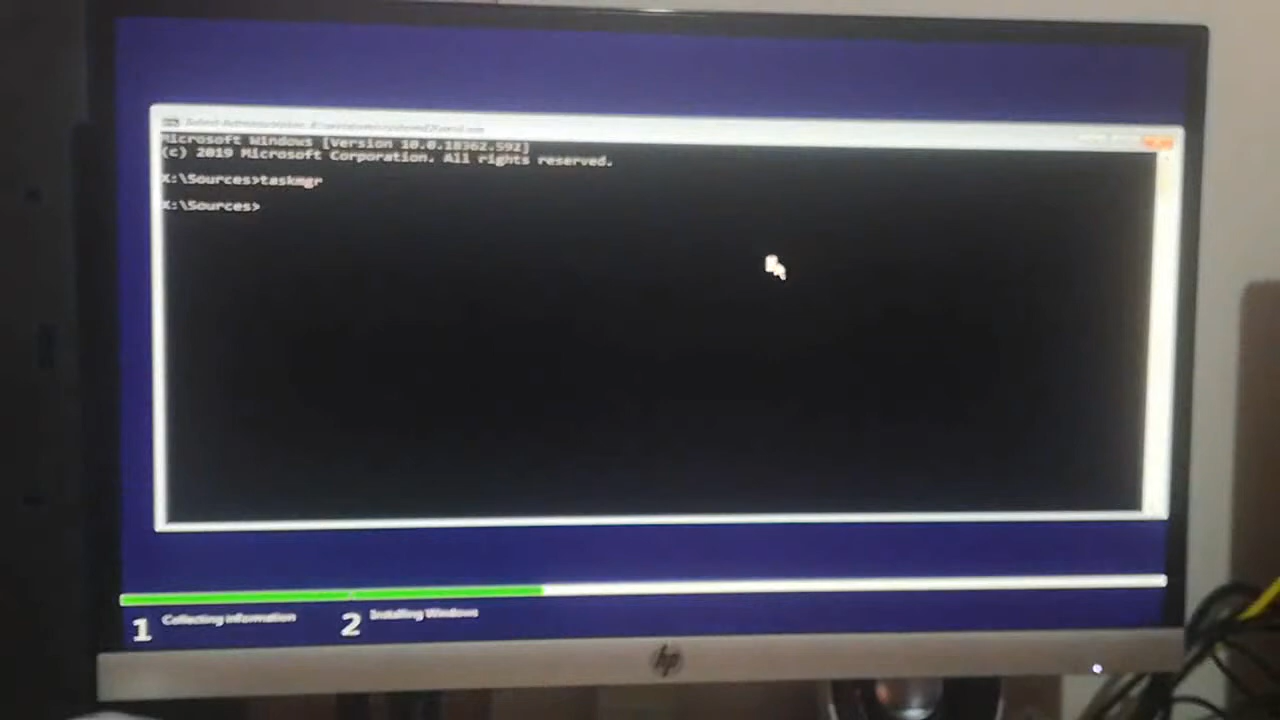 Microsoft Windows [Version 10.0.18362.592]
(c) 2019 Microsoft Corporation. All rights reserved.
X:\Sources>taskmgr
X:\Sources>
1 Collecting information
2 Installing Windows
hp